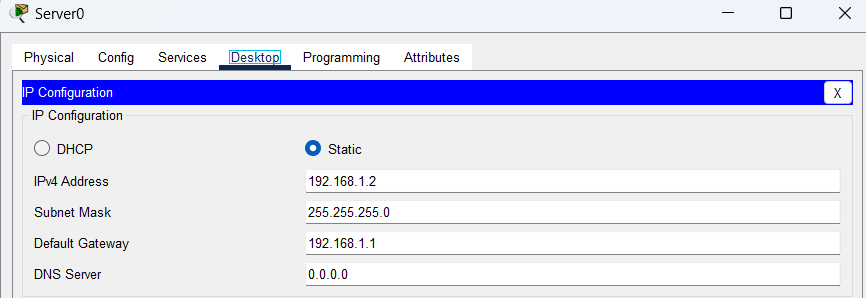 Server0
Physical Config Services Desktop Programming Attributes
IP Configuration X
IP Configuration
DHCP Static
IPv4 Address 192.168.1.2
Subnet Mask 255.255.255.0
Default Gateway 192.168.1.1
DNS Server 0.0.0.0